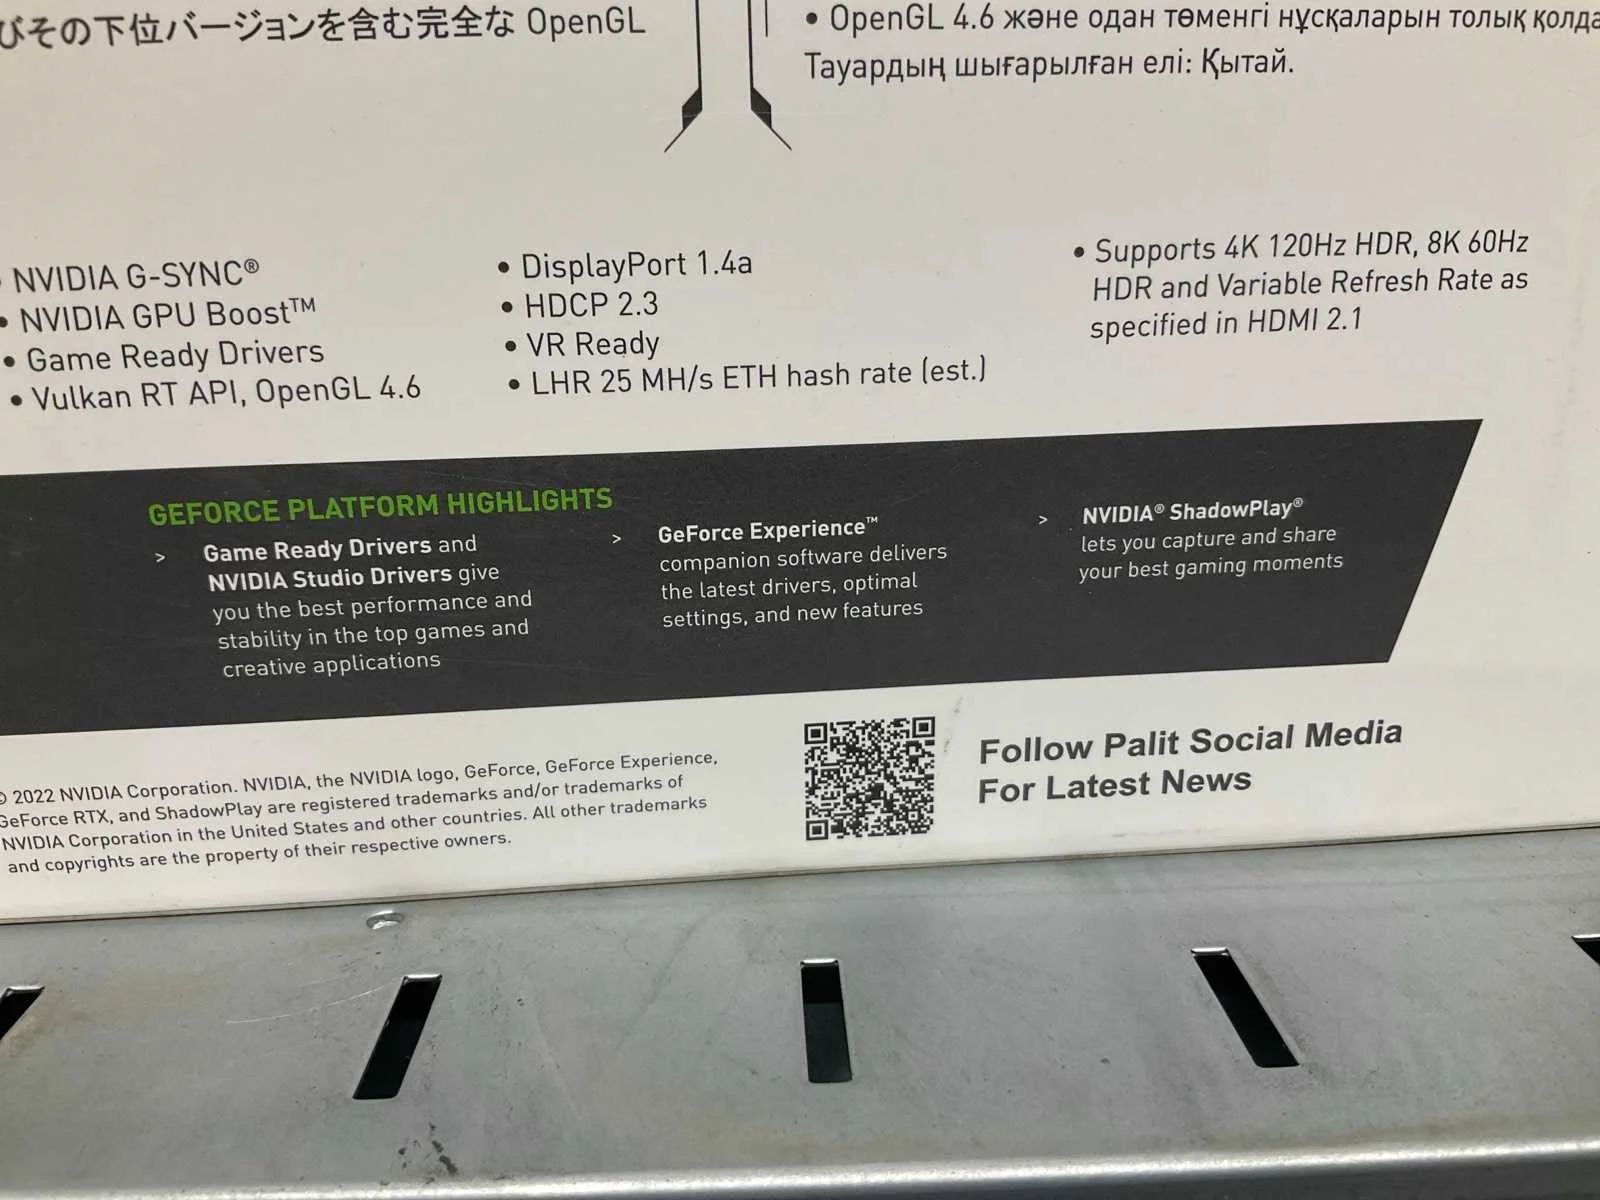 びその下位バージョンを含む完全な OpenGL
• OpenGL 4.6 және одан төменгі нұсқаларын толық
Тауардың шығарылған елі: Қытай.
• NVIDIA G-SYNC®
• NVIDIA GPU Boost™
• Game Ready Drivers
• Vulkan RT API, OpenGL 4.6
• DisplayPort 1.4a
• HDCP 2.3
• VR Ready
• LHR 25 MH/s ETH hash rate (est.)
• Supports 4K 120Hz HDR, 8K 60Hz
HDR and Variable Refresh Rate as
specified in HDMI 2.1
GEFORCE PLATFORM HIGHLIGHTS
> Game Ready Drivers and
NVIDIA Studio Drivers give
you the best performance and
stability in the top games and
creative applications
> GeForce Experience™
companion software delivers
the latest drivers, optimal
settings, and new features
> NVIDIA® ShadowPlay®
lets you capture and share
your best gaming moments
© 2022 NVIDIA Corporation. NVIDIA, the NVIDIA logo, GeForce, GeForce Experience,
GeForce RTX, and ShadowPlay are registered trademarks and/or trademarks of
NVIDIA Corporation in the United States and other countries. All other trademarks
and copyrights are the property of their respective owners.
Follow Palit Social Media
For Latest News